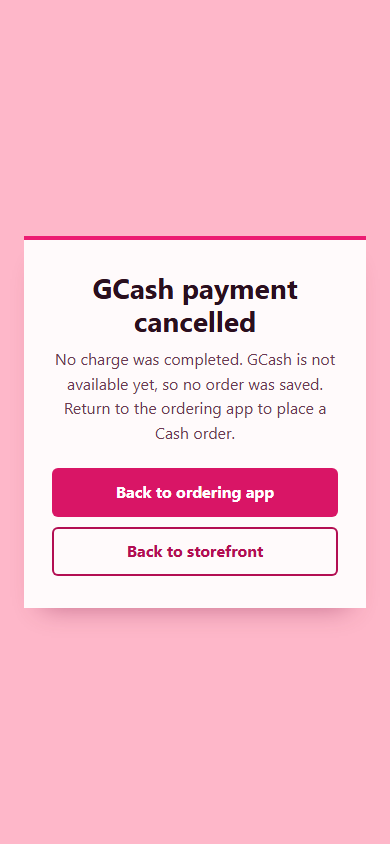 GCash payment
cancelled
No charge was completed. GCash is not
available yet, so no order was saved.
Return to the ordering app to place a
Cash order.
Back to ordering app
Back to storefront